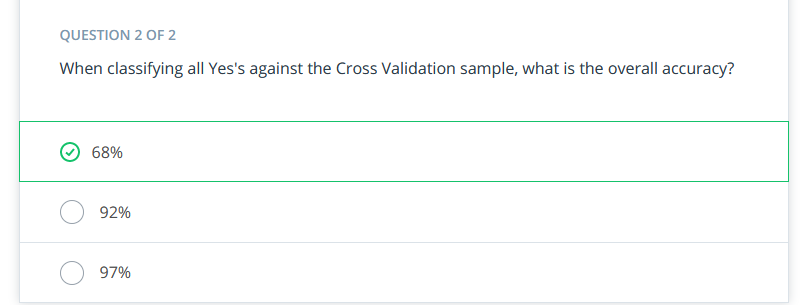 QUESTION 2 OF 2
When classifying all Yes's against the Cross Validation sample, what is the overall accuracy?
68%
92%
97%